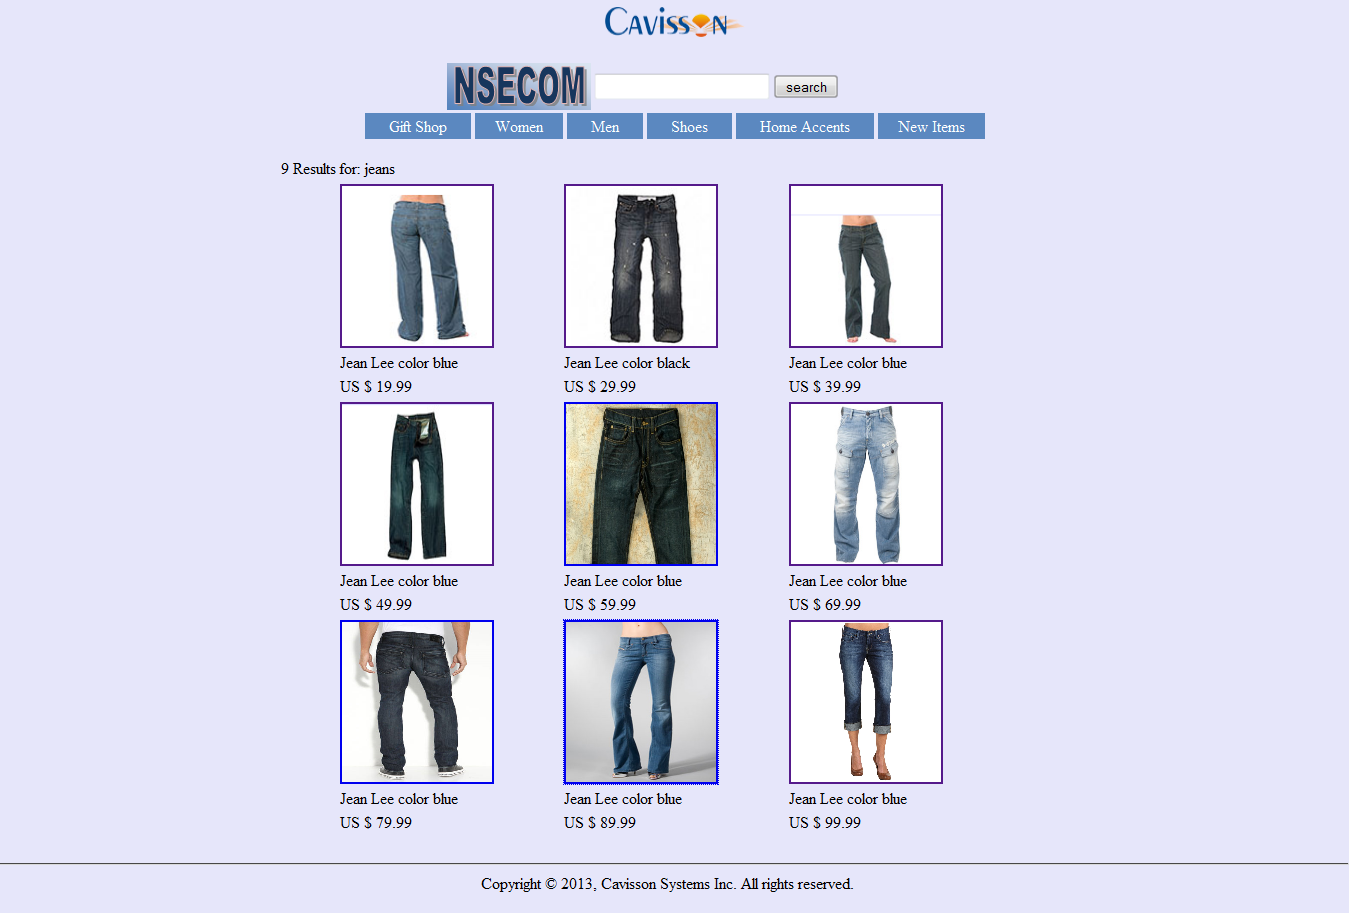 Cavisson
NSECOM search
Gift Shop Women Men Shoes Home Accents New Items
9 Results for: jeans
Jean Lee color blue Jean Lee color black Jean Lee color blue
US $ 19.99 US $ 29.99 US $ 39.99
Jean Lee color blue Jean Lee color blue Jean Lee color blue
US $ 49.99 US $ 59.99 US $ 69.99
Jean Lee color blue Jean Lee color blue Jean Lee color blue
US $ 79.99 US $ 89.99 US $ 99.99
Copyright © 2013, Cavisson Systems Inc. All rights reserved.